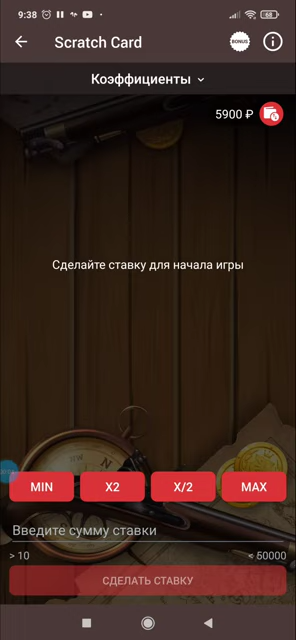 9:38
68
Scratch Card
BONUS
Коэффициенты
5900 ₽
Сделайте ставку для начала игры
MIN
X2
X/2
MAX
Введите сумму ставки
> 10
< 50000
СДЕЛАТЬ СТАВКУ